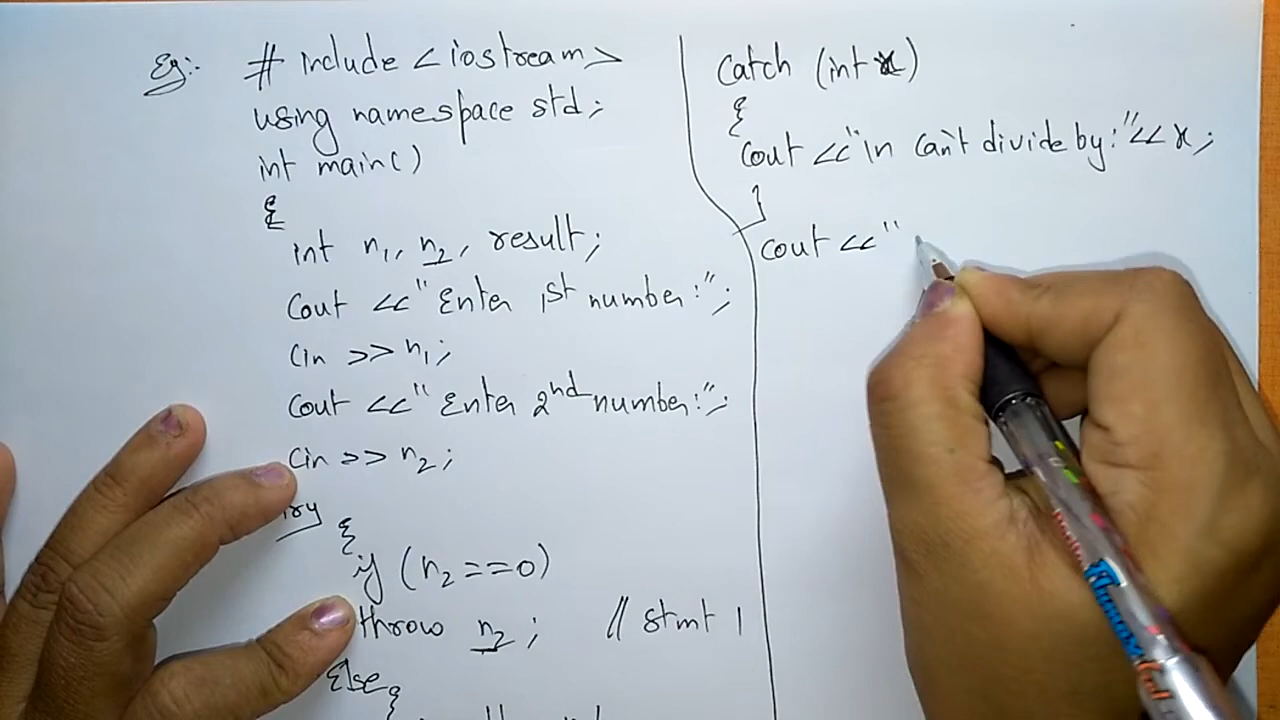 Eg:- # include <iostream>
using namespace std;
int main()
{
int n1, n2, result;
Cout <<"Enter 1st number:";
Cin >> n1;
Cout <<"Enter 2nd number:";
Cin >> n2;
try
{
if (n2==0)
throw n2; // stmt 1
Else {
Catch (int x)
{
Cout <<"\n Can't divide by:"<< x;
}
Cout <<"